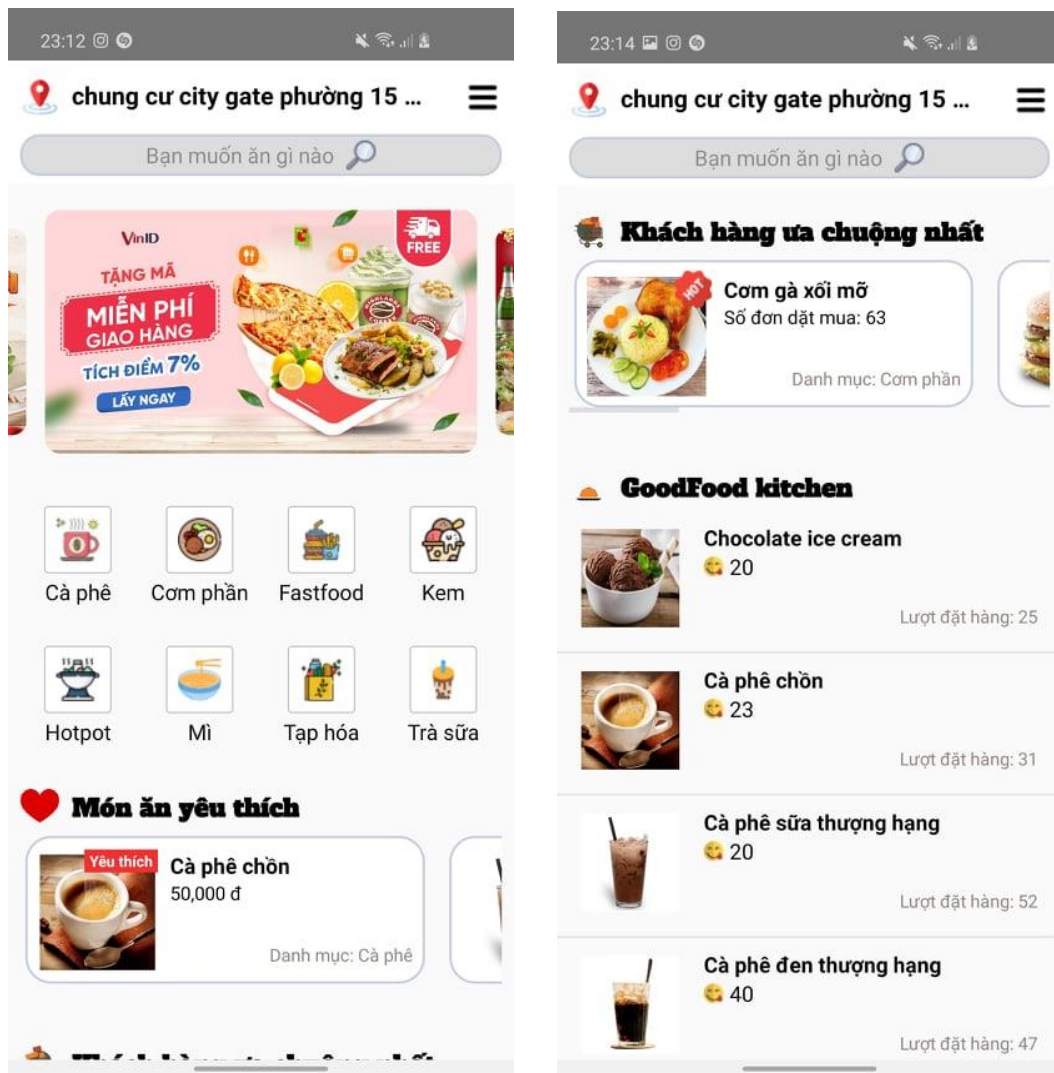 23:12
chung cư city gate phường 15 ...
Bạn muốn ăn gì nào
VinID
TẶNG MÃ
MIỄN PHÍ
GIAO HÀNG
TÍCH ĐIỂM 7%
LẤY NGAY
FREE
Cà phê
Cơm phần
Fastfood
Kem
Hotpot
Mì
Tạp hóa
Trà sữa
Món ăn yêu thích
Yêu thích
Cà phê chồn
50,000 đ
Danh mục: Cà phê
Khách hàng ưa chuộng nhất
23:14
chung cư city gate phường 15 ...
Bạn muốn ăn gì nào
Khách hàng ưa chuộng nhất
HOT
Cơm gà xối mỡ
Số đơn dặt mua: 63
Danh mục: Cơm phần
GoodFood kitchen
Chocolate ice cream
😋 20
Lượt đặt hàng: 25
Cà phê chồn
😋 23
Lượt đặt hàng: 31
Cà phê sữa thượng hạng
😋 20
Lượt đặt hàng: 52
Cà phê đen thượng hạng
😋 40
Lượt đặt hàng: 47